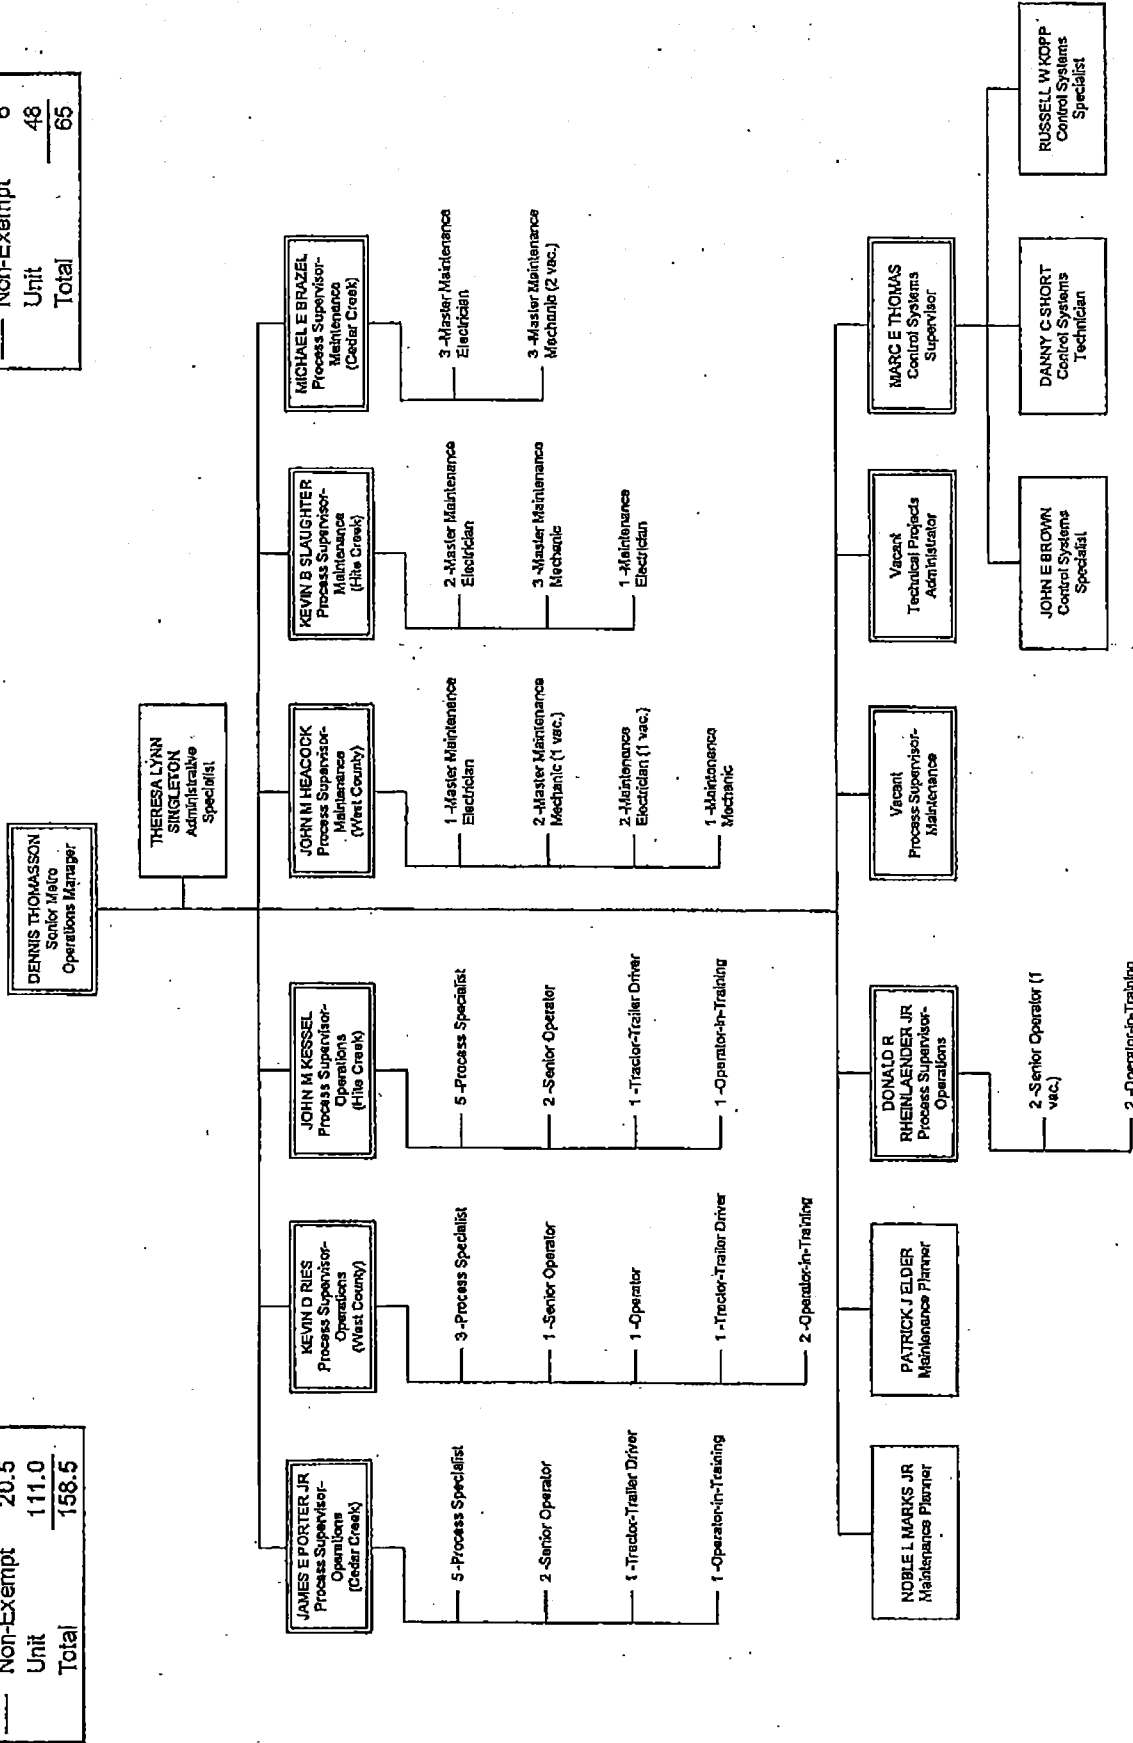 Non-Exempt 20.5
Unit 111.0
Total 158.5
Non-Exempt 6
Unit 48
Total 65
DENNIS THOMASSON
Senior Metro
Operations Manager
THERESA LYNN
SINGLETON
Administrative
Specialist
JAMES E PORTER JR
Process Supervisor-
Operations
(Cedar Creek)
5 -Process Specialist
2 -Senior Operator
1 -Tractor-Trailer Driver
1 -Operator-in-Training
KEVIN D RIES
Process Supervisor-
Operations
(West County)
3 -Process Specialist
1 -Senior Operator
1 -Operator
1 -Tractor-Trailer Driver
2 -Operator-in-Training
JOHN M KESSEL
Process Supervisor-
Operations
(Hite Creek)
5 -Process Specialist
2 -Senior Operator
1 -Tractor-Trailer Driver
1 -Operator-In-Training
JOHN M HEACOCK
Process Supervisor-
Maintenance
(West County)
1 -Master Maintenance
Electrician
2 -Master Maintenance
Mechanic (1 vac.)
2 -Maintenance
Electrician (1 vac.)
1 -Maintenance
Mechanic
KEVIN B SLAUGHTER
Process Supervisor-
Maintenance
(Hite Creek)
2 -Master Maintenance
Electrician
3 -Master Maintenance
Mechanic
1 -Maintenance
Electrician
MICHAEL E BRAZEL
Process Supervisor-
Maintenance
(Cedar Creek)
3 -Master Maintenance
Electrician
3 -Master Maintenance
Mechanic (2 vac.)
NOBLE L MARKS JR
Maintenance Planner
PATRICK J ELDER
Maintenance Planner
DONALD R
RHEINLAENDER JR
Process Supervisor-
Operations
2 -Senior Operator (1
vac.)
2 -Operator-in-Training
Vacant
Process Supervisor-
Maintenance
Vacant
Technical Projects
Administrator
MARC E THOMAS
Control Systems
Supervisor
JOHN E BROWN
Control Systems
Specialist
DANNY C SHORT
Control Systems
Technician
RUSSELL W KOPP
Control Systems
Specialist